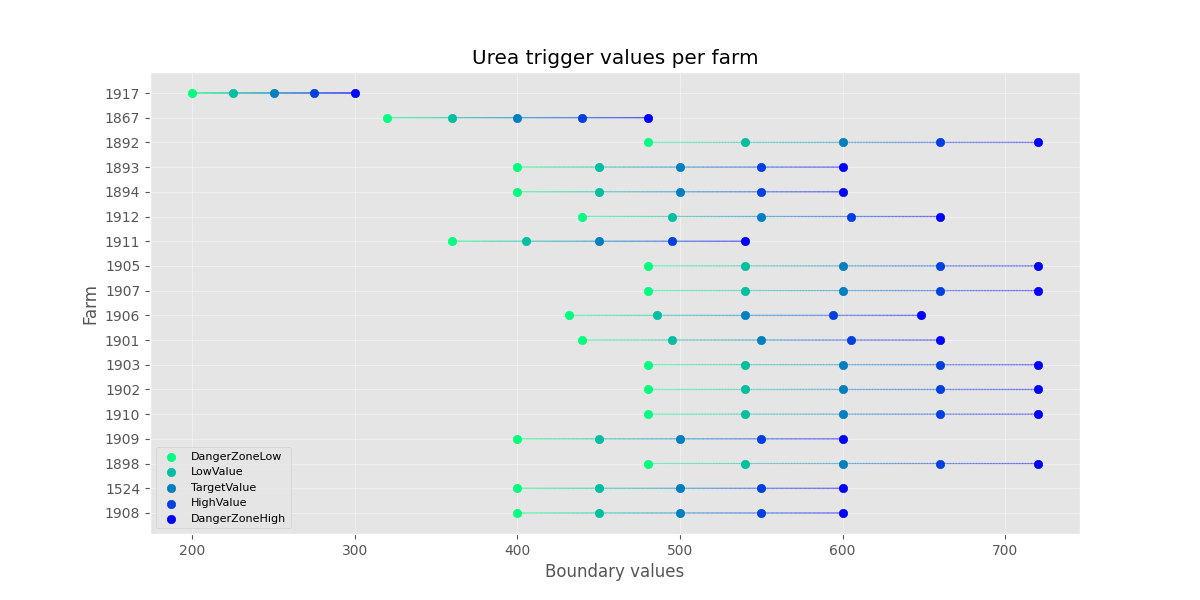 Urea trigger values per farm
Farm
1917
1867
1892
1893
1894
1912
1911
1905
1907
1906
1901
1903
1902
1910
1909
1898
1524
1908
DangerZoneLow
LowValue
TargetValue
HighValue
DangerZoneHigh
200 300 400 500 600 700
Boundary values